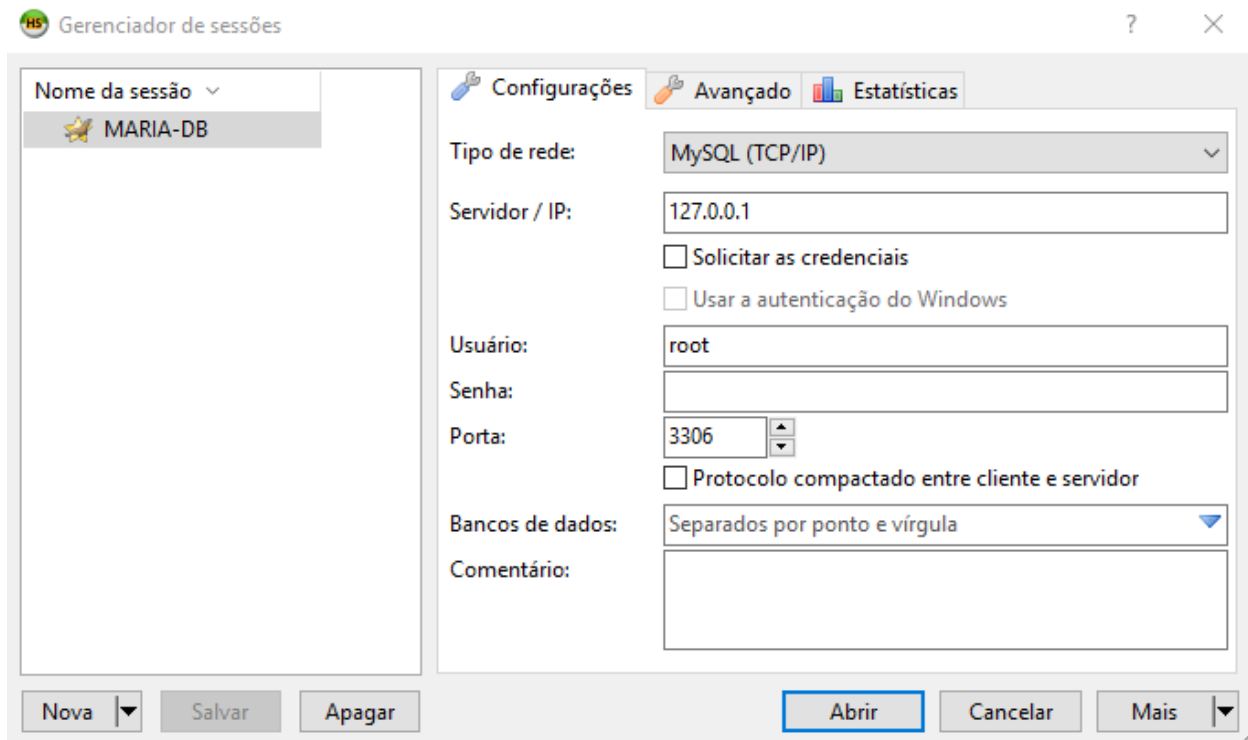 HS Gerenciador de sessões
Nome da sessão
MARIA-DB
Configurações Avançado Estatísticas
Tipo de rede: MySQL (TCP/IP)
Servidor / IP: 127.0.0.1
Solicitar as credenciais
Usar a autenticação do Windows
Usuário: root
Senha:
Porta: 3306
Protocolo compactado entre cliente e servidor
Bancos de dados: Separados por ponto e vírgula
Comentário:
Nova Salvar Apagar Abrir Cancelar Mais